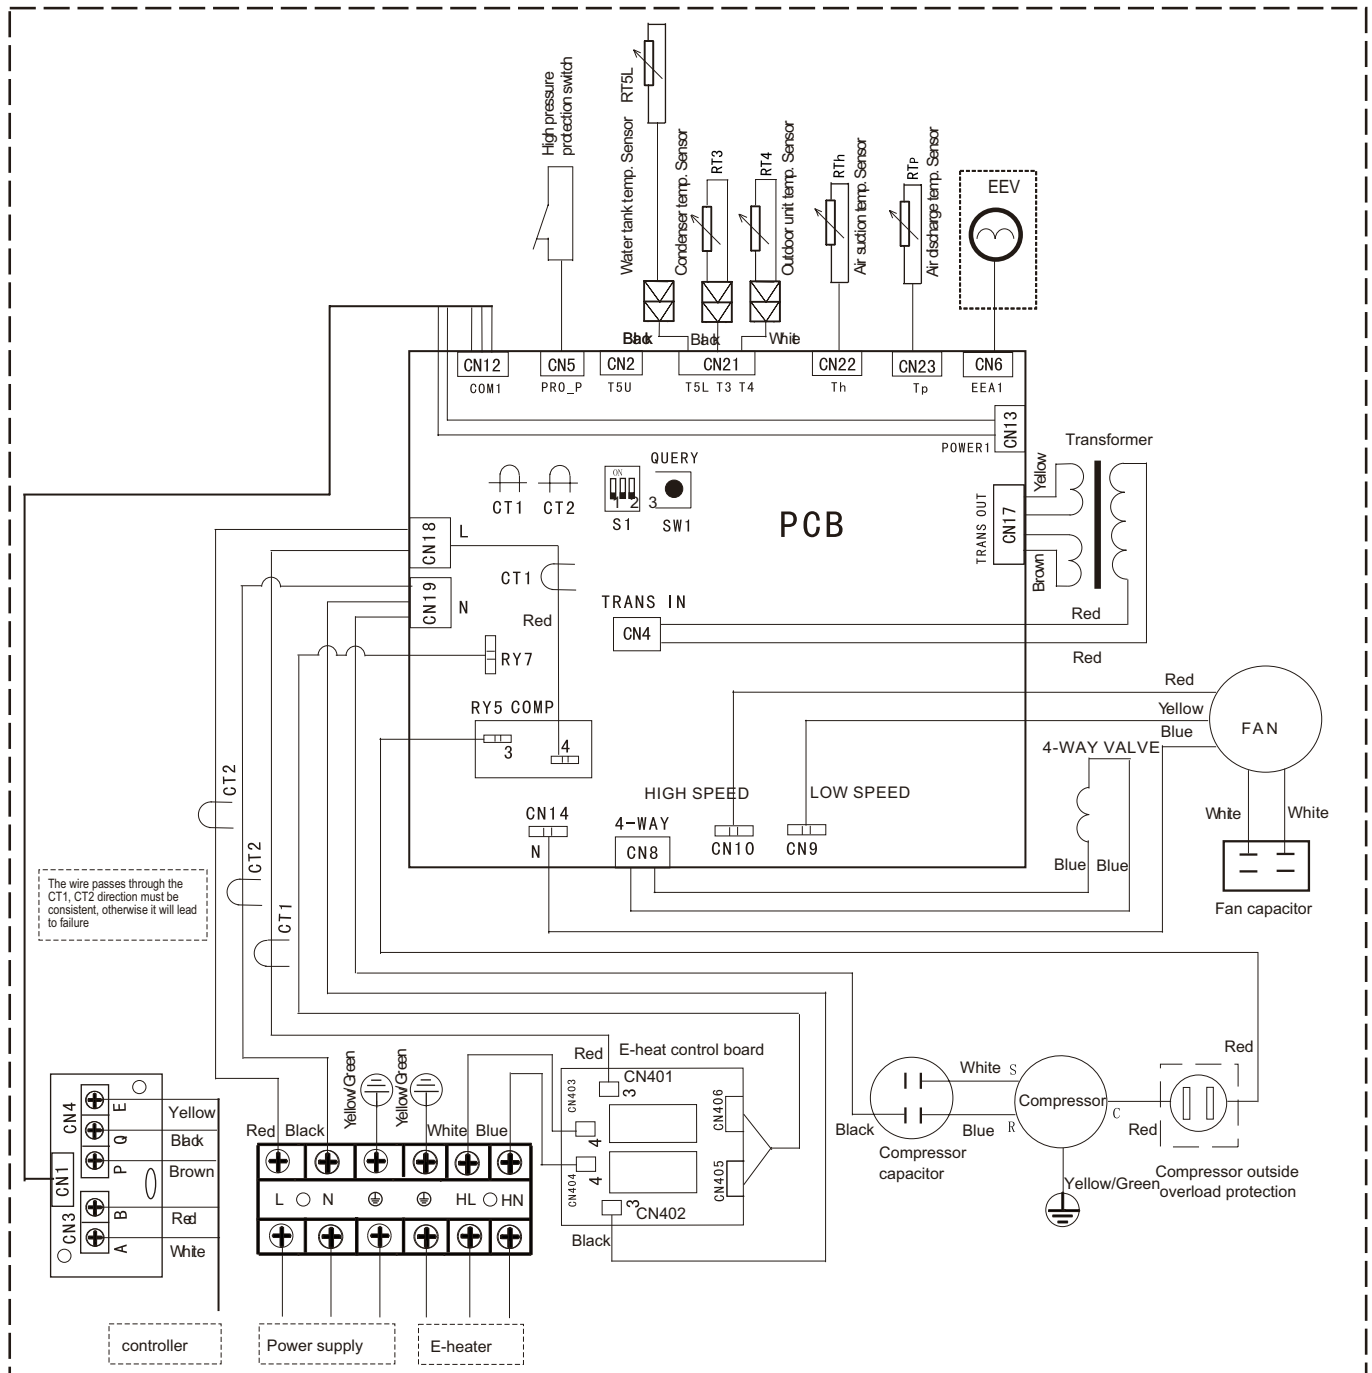 High pressure
protection switch
Water tank temp. Sensor RT5L
Condenser temp. Sensor
RT3
RT4
Outdoor unit temp. Sensor
RTh
Air suction temp. Sensor
RTP
Air discharge temp. Sensor
EEV
Black
Black
White
CN12
CN5
CN2
CN21
CN22
CN23
CN6
COM1
PRO_P
T5U
T5L T3 T4
Th
Tp
EEA1
CN13
POWER1
Transformer
Yellow
TRANS OUT
CN17
Brown
Red
Red
CT1
CT2
ON
1 2 3
S1
QUERY
SW1
PCB
CN18
L
CN19
N
CT1
Red
TRANS IN
CN4
RY7
RY5 COMP
3
4
Red
Yellow
Blue
FAN
4-WAY VALVE
HIGH SPEED
LOW SPEED
CN14
N
4-WAY
CN8
CN10
CN9
Blue
Blue
White
White
Fan capacitor
CT2
CT2
CT1
The wire passes through the
CT1, CT2 direction must be
consistent, otherwise it will lead
to failure
Red
E-heat control board
CN401
3
CN403
4
CN406
CN404
4
CN405
3
CN402
Black
White
S
Compressor
C
R
Black
Blue
Compressor
capacitor
Red
Red
Compressor outside
overload protection
Yellow/Green
CN4
E
Q
P
CN1
CN3
B
A
Yellow
Black
Brown
Red
White
Red
Black
Yellow/Green
Yellow/Green
White
Blue
L
N
HL
HN
controller
Power supply
E-heater